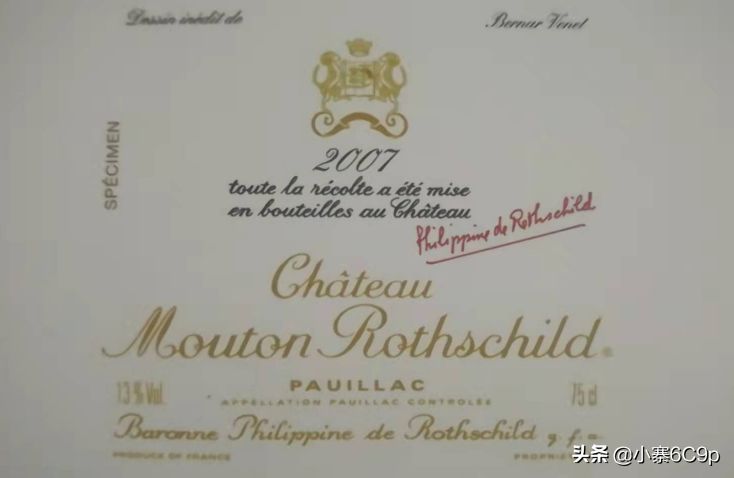 Dessin inédit de Bernar Venet
SPÉCIMEN
2007
toute la récolte a été mise
en bouteilles au Château
Philippine de Rothschild
Château
Mouton Rothschild
PAUILLAC
13 % Vol. 75 cl
APPELLATION PAUILLAC CONTROLÉE
Baronne Philippine de Rothschild g. f. a.
PRODUCE OF FRANCE
头条 @小寨6C9p